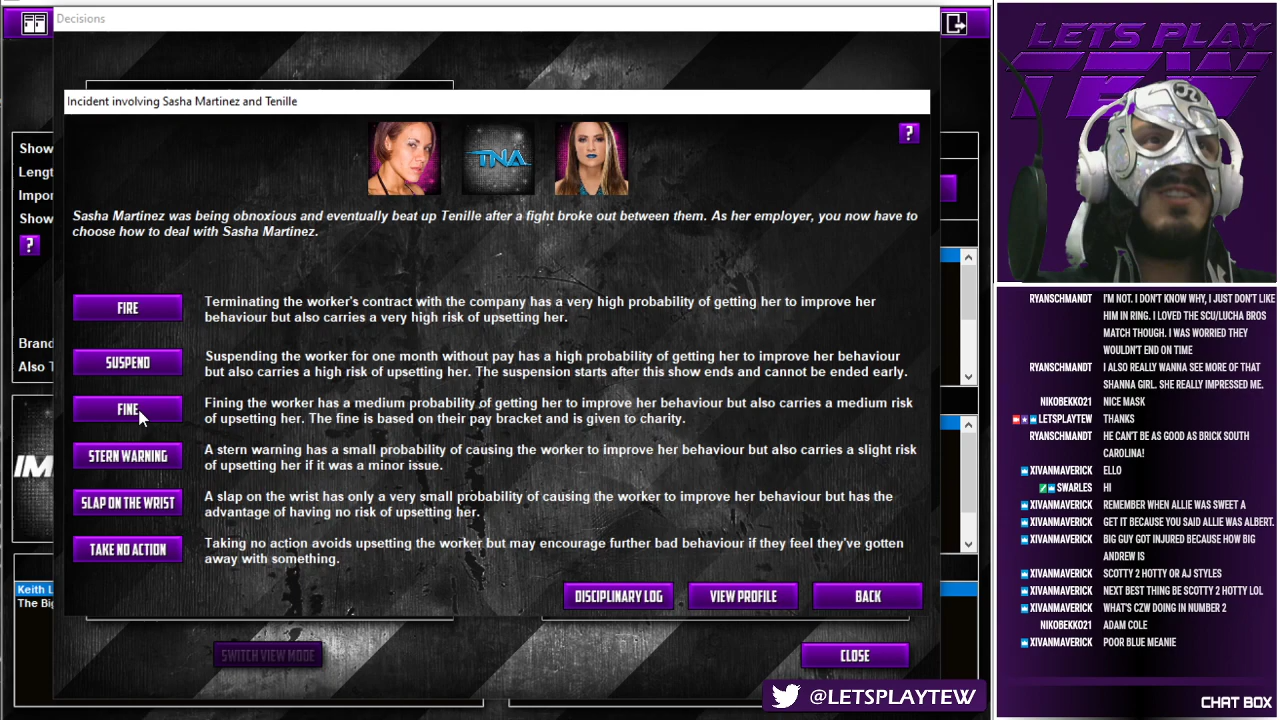 Decisions
LETS PLAY
TEW
Incident involving Sasha Martinez and Tenille
?
TNA
Sasha Martinez was being obnoxious and eventually beat up Tenille after a fight broke out between them. As her employer, you now have to
choose how to deal with Sasha Martinez.
Show
Lengt
Impor
Show
?
Brand
Also T
IM
Keith L
The Big
FIRE
Terminating the worker's contract with the company has a very high probability of getting her to improve her
behaviour but also carries a very high risk of upsetting her.
SUSPEND
Suspending the worker for one month without pay has a high probability of getting her to improve her behaviour
but also carries a high risk of upsetting her. The suspension starts after this show ends and cannot be ended early.
FINE
Fining the worker has a medium probability of getting her to improve her behaviour but also carries a medium risk
of upsetting her. The fine is based on their pay bracket and is given to charity.
STERN WARNING
A stern warning has a small probability of causing the worker to improve her behaviour but also carries a slight risk
of upsetting her if it was a minor issue.
SLAP ON THE WRIST
A slap on the wrist has only a very small probability of causing the worker to improve her behaviour but has the
advantage of having no risk of upsetting her.
TAKE NO ACTION
Taking no action avoids upsetting the worker but may encourage further bad behaviour if they feel they've gotten
away with something.
DISCIPLINARY LOG
VIEW PROFILE
BACK
SWITCH VIEW MODE
CLOSE
@LETSPLAYTEW
RYANSCHMANDT I'M NOT. I DON'T KNOW WHY, I JUST DON'T LIKE
HIM IN RING. I LOVED THE SCU/LUCHA BROS
MATCH THOUGH. I WAS WORRIED THEY
WOULDN'T END ON TIME
RYANSCHMANDT I ALSO REALLY WANNA SEE MORE OF THAT
SHANNA GIRL. SHE REALLY IMPRESSED ME.
NIKOBEKKO21 NICE MASK
LETSPLAYTEW THANKS
RYANSCHMANDT HE CAN'T BE AS GOOD AS BRICK SOUTH
CAROLINA!
XIVANMAVERICK ELLO
SWARLES HI
XIVANMAVERICK REMEMBER WHEN ALLIE WAS SWEET A
XIVANMAVERICK GET IT BECAUSE YOU SAID ALLIE WAS ALBERT.
XIVANMAVERICK BIG GUY GOT INJURED BECAUSE HOW BIG
ANDREW IS
XIVANMAVERICK SCOTTY 2 HOTTY OR AJ STYLES
XIVANMAVERICK NEXT BEST THING BE SCOTTY 2 HOTTY LOL
XIVANMAVERICK WHAT'S CZW DOING IN NUMBER 2
NIKOBEKKO21 ADAM COLE
XIVANMAVERICK POOR BLUE MEANIE
CHAT BOX